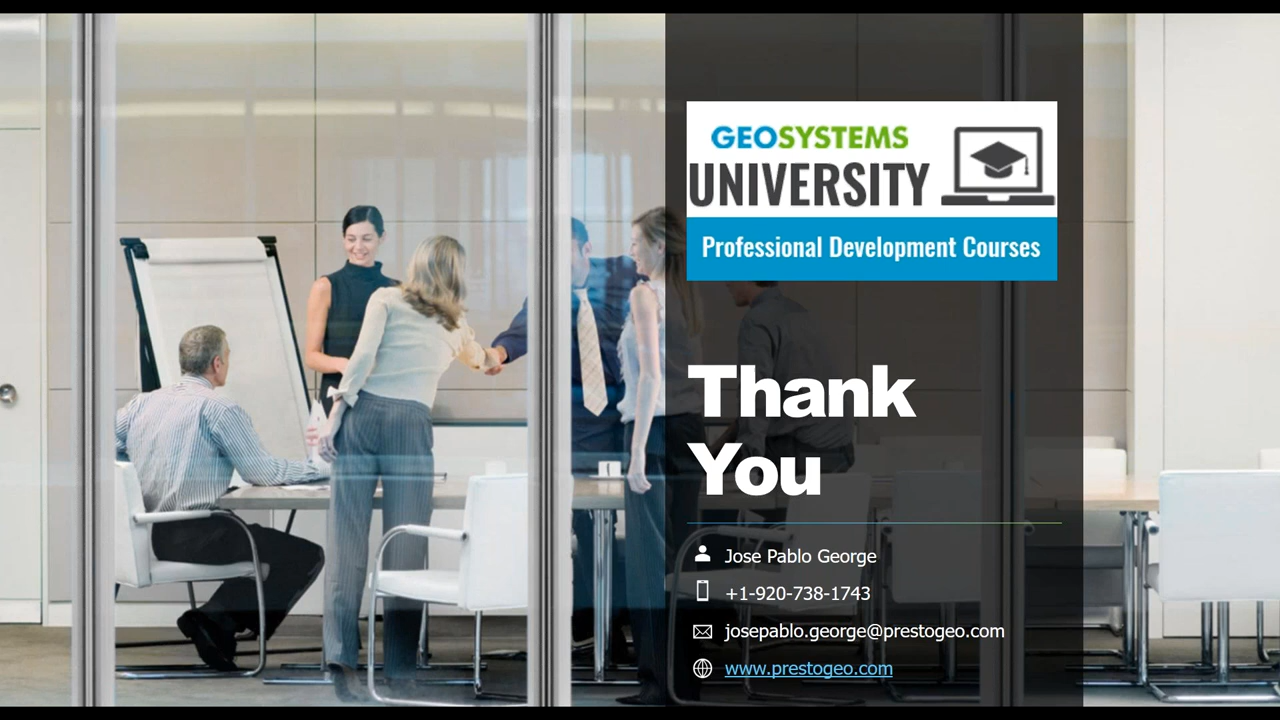 GEOSYSTEMS
UNIVERSITY
Professional Development Courses
Thank
You
Jose Pablo George
+1-920-738-1743
josepablo.george@prestogeo.com
www.prestogeo.com